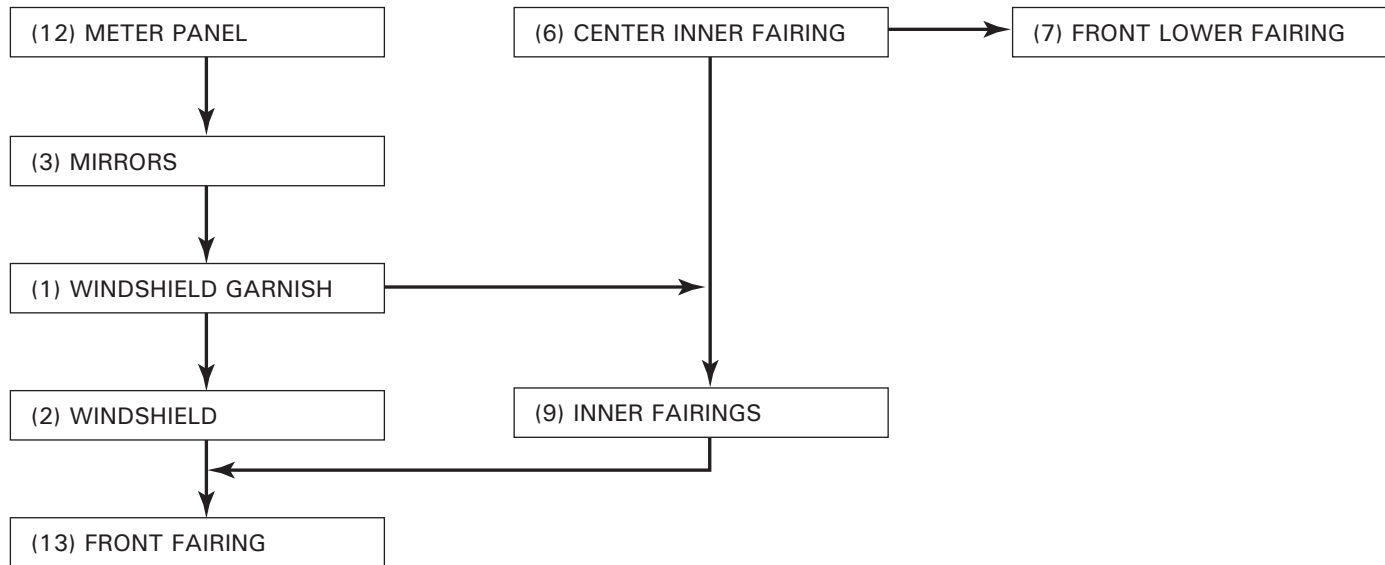 (12) METER PANEL
(6) CENTER INNER FAIRING
(7) FRONT LOWER FAIRING
(3) MIRRORS
(1) WINDSHIELD GARNISH
(2) WINDSHIELD
(9) INNER FAIRINGS
(13) FRONT FAIRING